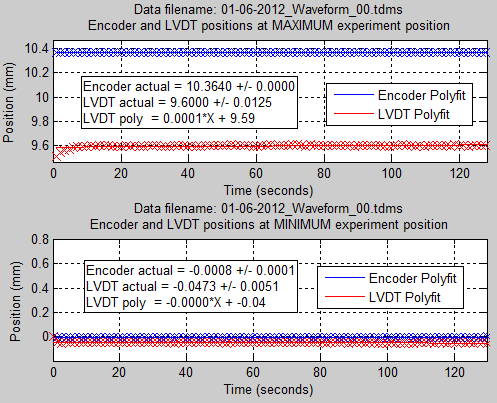 Data filename: 01-06-2012_Waveform_00.tdms
Encoder and LVDT positions at MAXIMUM experiment position
Position (mm)
10.4
10.2
10
9.8
9.6
Encoder actual = 10.3640 +/- 0.0000
LVDT actual = 9.6000 +/- 0.0125
LVDT poly = 0.0001*X + 9.59
Encoder Polyfit
LVDT Polyfit
0 20 40 60 80 100 120
Time (seconds)
Data filename: 01-06-2012_Waveform_00.tdms
Encoder and LVDT positions at MINIMUM experiment position
Position (mm)
0.8
0.6
0.4
0.2
0
Encoder actual = -0.0008 +/- 0.0001
LVDT actual = -0.0473 +/- 0.0051
LVDT poly = -0.0000*X + -0.04
Encoder Polyfit
LVDT Polyfit
0 20 40 60 80 100 120
Time (seconds)